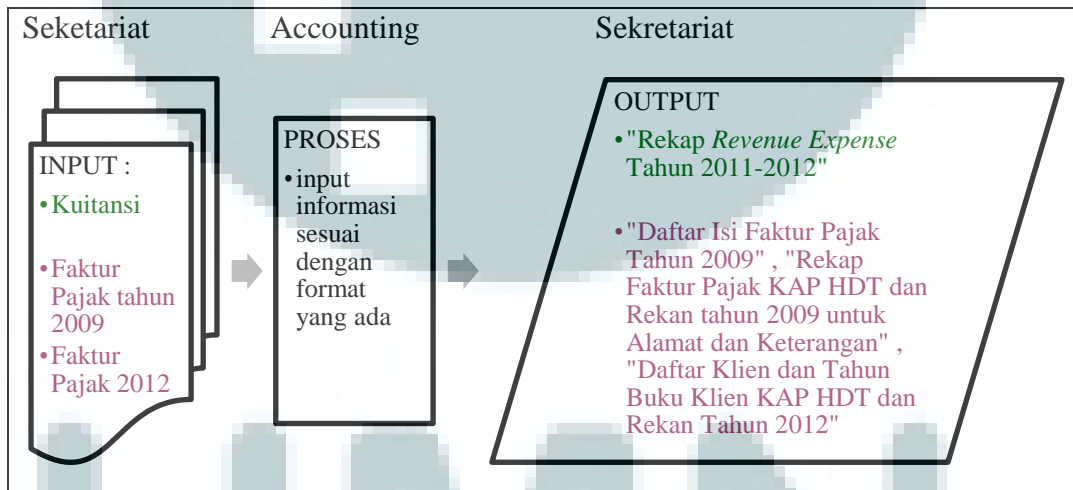 Seketariat Accounting Sekretariat
INPUT :
•Kuitansi
•Faktur
Pajak tahun
2009
•Faktur
Pajak 2012
PROSES
•input
informasi
sesuai
dengan
format
yang ada
OUTPUT
•"Rekap Revenue Expense
Tahun 2011-2012"
•"Daftar Isi Faktur Pajak
Tahun 2009" , "Rekap
Faktur Pajak KAP HDT dan
Rekan tahun 2009 untuk
Alamat dan Keterangan" ,
"Daftar Klien dan Tahun
Buku Klien KAP HDT dan
Rekan Tahun 2012"